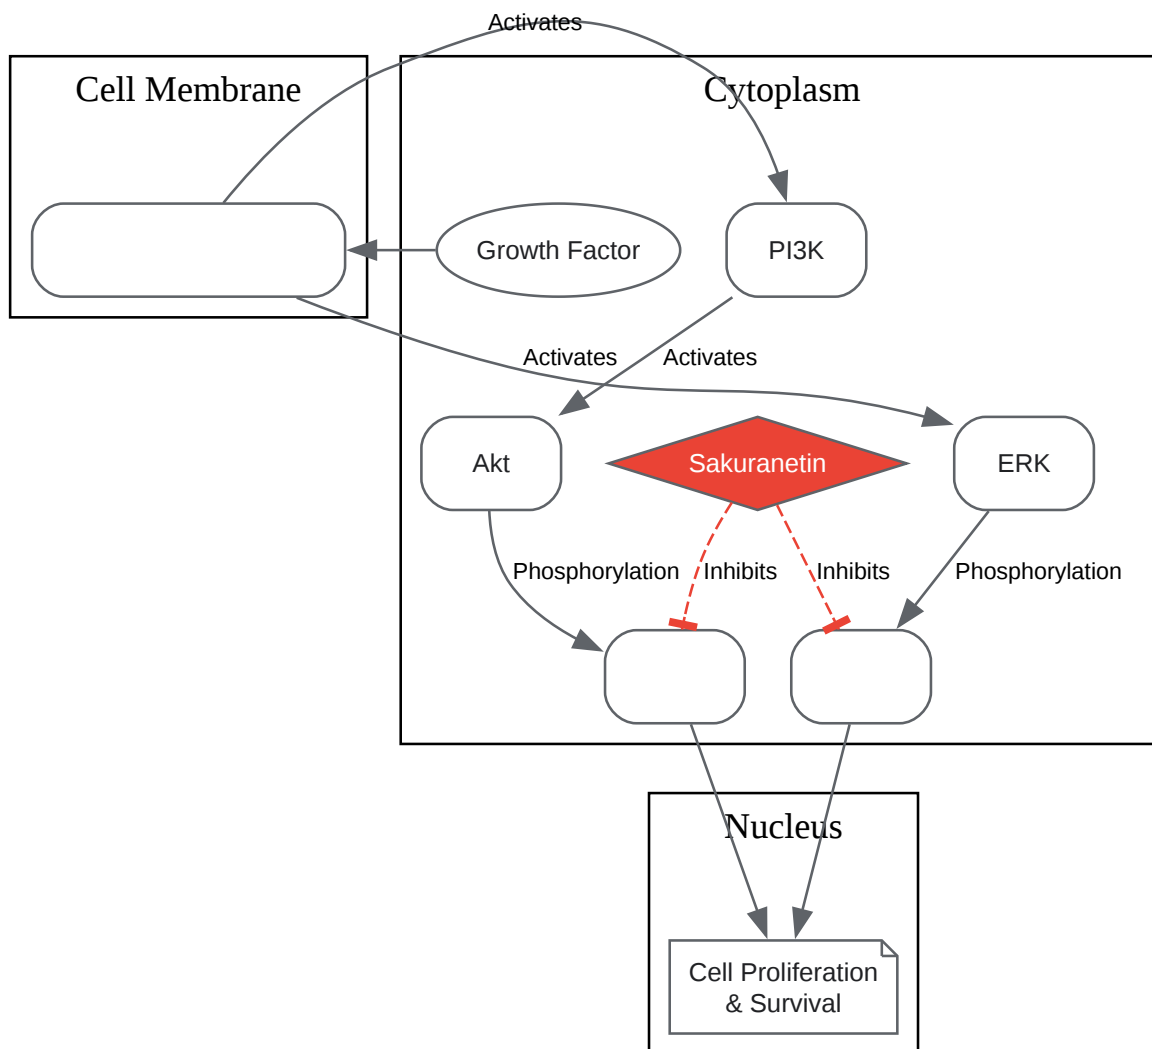 Activates
Cell Membrane
Cytoplasm
Growth Factor
PI3K
Activates
Activates
Akt
Sakuranetin
ERK
Phosphorylation
Inhibits
Inhibits
Phosphorylation
Nucleus
Cell Proliferation
& Survival